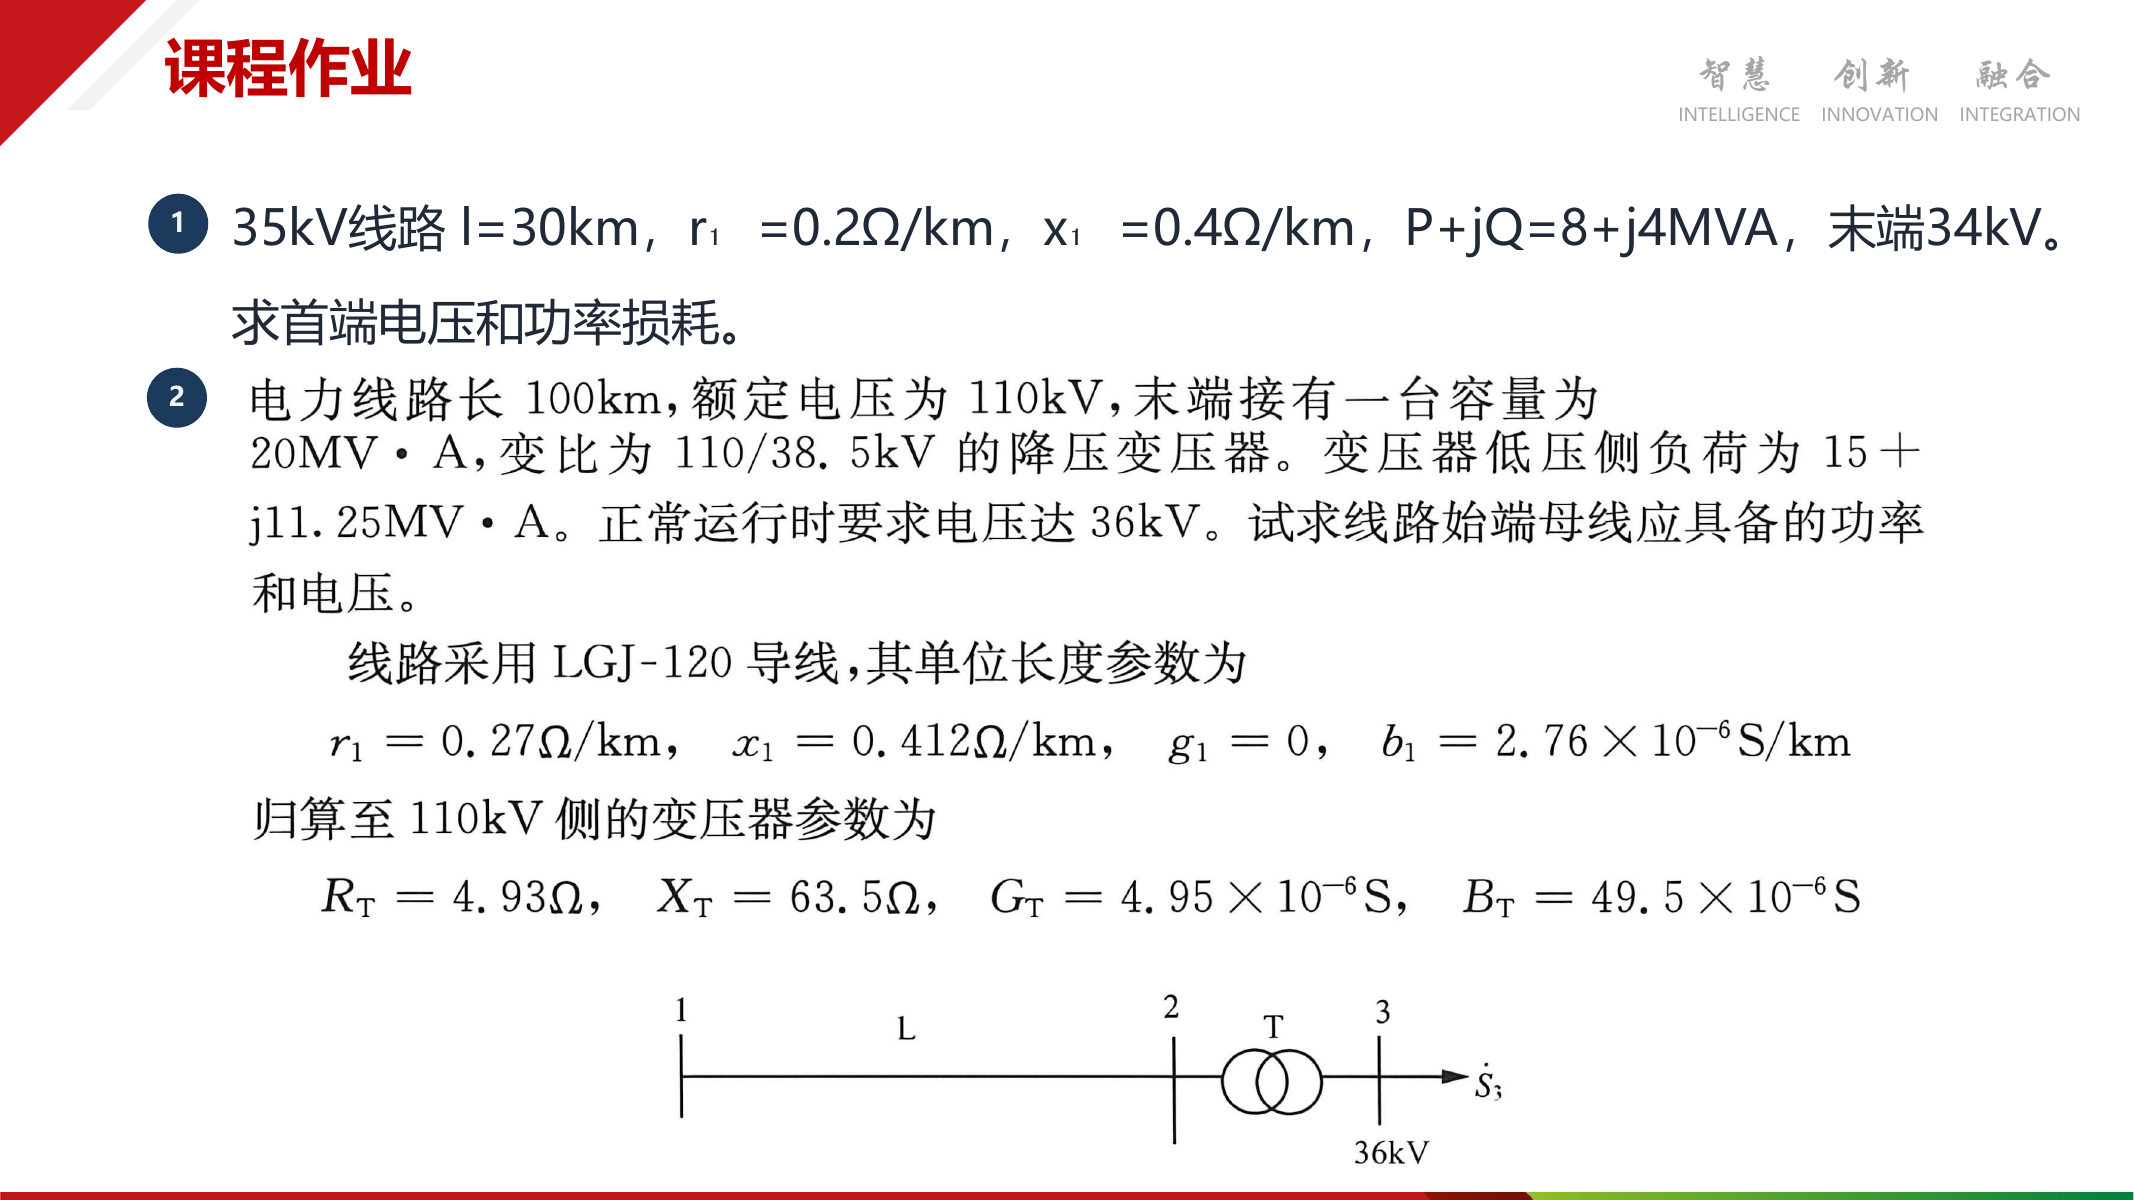 课程作业
智慧 创新 融合
INTELLIGENCE INNOVATION INTEGRATION
1 35kV线路 l=30km，r₁ =0.2Ω/km，x₁ =0.4Ω/km，P+jQ=8+j4MVA，末端34kV。
求首端电压和功率损耗。
2 电力线路长 100km,额定电压为 110kV,末端接有一台容量为
20MV·A,变比为 110/38.5kV 的降压变压器。变压器低压侧负荷为 15+
j11.25MV·A。正常运行时要求电压达 36kV。试求线路始端母线应具备的功率
和电压。
线路采用 LGJ-120 导线,其单位长度参数为
r₁ = 0.27Ω/km, x₁ = 0.412Ω/km, g₁ = 0, b₁ = 2.76×10⁻⁶S/km
归算至 110kV 侧的变压器参数为
R_T = 4.93Ω, X_T = 63.5Ω, G_T = 4.95×10⁻⁶S, B_T = 49.5×10⁻⁶S
1 L 2 T 3
Ṡ₃
36kV